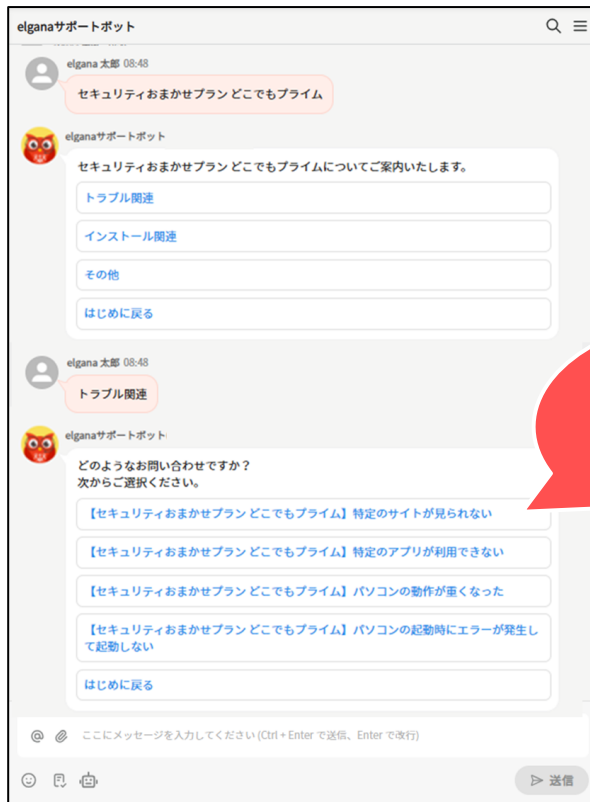 elganaサポートボット
elgana 太郎 08:48
セキュリティおまかせプラン どこでもプライム
elganaサポートボット
セキュリティおまかせプラン どこでもプライムについてご案内いたします。
トラブル関連
インストール関連
その他
はじめに戻る
elgana 太郎 08:48
トラブル関連
elganaサポートボット
どのようなお問い合わせですか？
次からご選択ください。
【セキュリティおまかせプラン どこでもプライム】特定のサイトが見られない
【セキュリティおまかせプラン どこでもプライム】特定のアプリが利用できない
【セキュリティおまかせプラン どこでもプライム】パソコンの動作が重くなった
【セキュリティおまかせプラン どこでもプライム】パソコンの起動時にエラーが発生し
て起動しない
はじめに戻る
@ ここにメッセージを入力してください (Ctrl + Enter で送信、Enter で改行)
送信